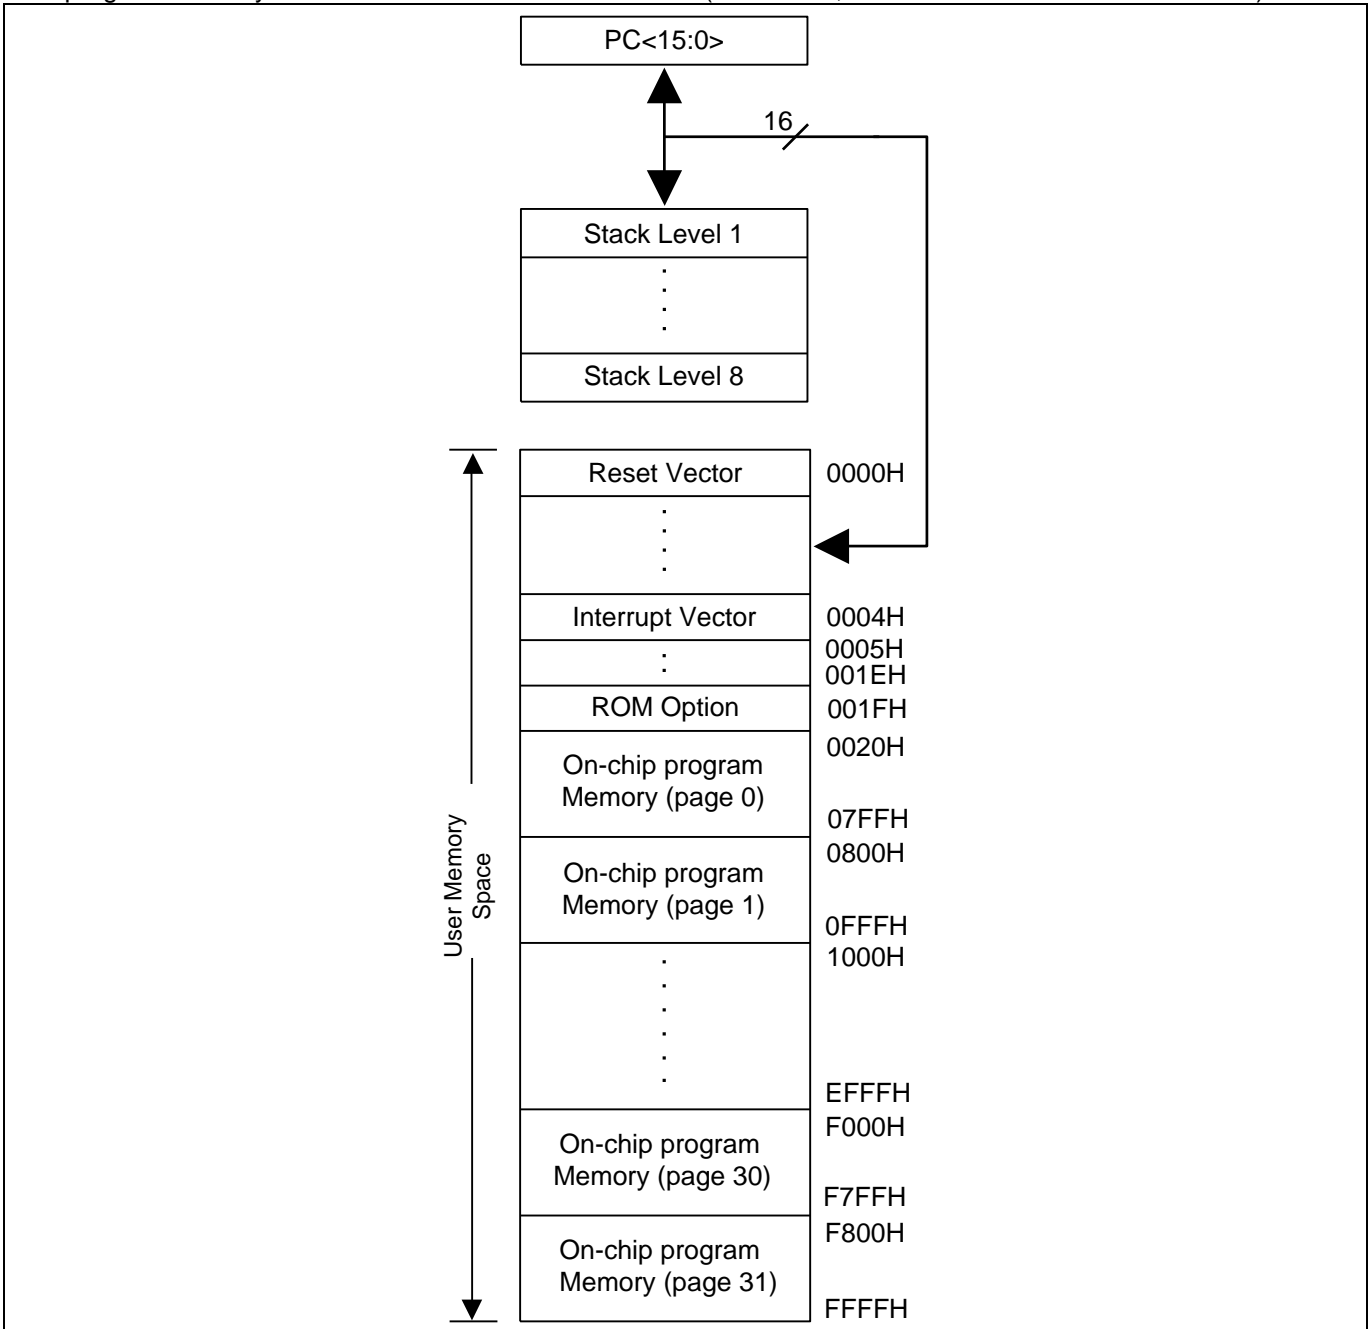 PC<15:0>
16
Stack Level 1
Stack Level 8
Reset Vector 0000H
Interrupt Vector 0004H
0005H
001EH
ROM Option 001FH
0020H
On-chip program
Memory (page 0)
07FFH
0800H
On-chip program
Memory (page 1)
0FFFH
1000H
User Memory
Space
EFFFH
F000H
On-chip program
Memory (page 30)
F7FFH
F800H
On-chip program
Memory (page 31)
FFFFH